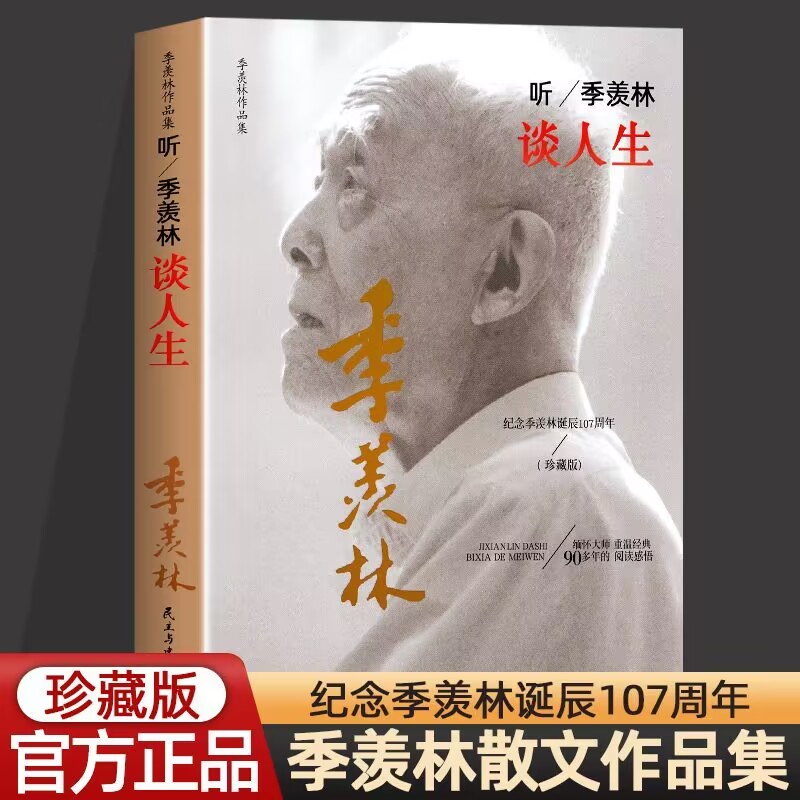 季羡林作品集
听/季羡林
谈人生
季羡林
民主与
季羡林作品集
听/季羡林
谈人生
季羡林
纪念季羡林诞辰107周年
(珍藏版)
JIXIANLIN DASHI
BIXIA DE MEIWEN
缅怀大师 重温经典
90多年的 阅读感悟
珍藏版
官方正品
纪念季羡林诞辰107周年
季羡林散文作品集